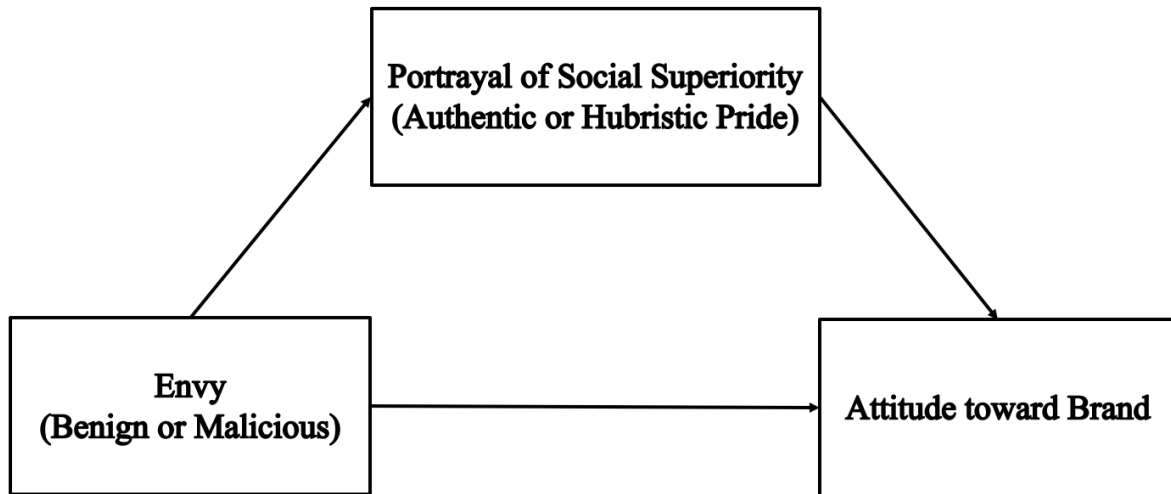 Portrayal of Social Superiority
(Authentic or Hubristic Pride)
Envy
(Benign or Malicious)
Attitude toward Brand